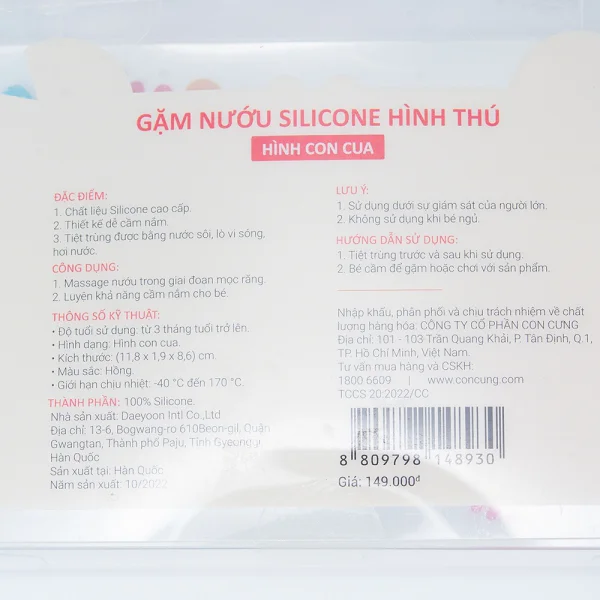 GẶM NƯỚU SILICONE HÌNH THÚ
HÌNH CON CUA
ĐẶC ĐIỂM:
1. Chất liệu Silicone cao cấp.
2. Thiết kế dễ cầm nắm.
3. Tiệt trùng được bằng nước sôi, lò vi sóng,
hơi nước.
CÔNG DỤNG:
1. Massage nướu trong giai đoạn mọc răng.
2. Luyện khả năng cầm nắm cho bé.
THÔNG SỐ KỸ THUẬT:
• Độ tuổi sử dụng: từ 3 tháng tuổi trở lên.
• Hình dạng: Hình con cua.
• Kích thước: (11,8 x 1,9 x 8,6) cm.
• Màu sắc: Hồng.
• Giới hạn chịu nhiệt: -40 °C đến 170 °C.
THÀNH PHẦN: 100% Silicone.
Nhà sản xuất: Daeyoon Intl Co.,Ltd
Địa chỉ: 13-6, Bogwang-ro 610Beon-gil, Quận
Gwangtan, Thành phố Paju, Tỉnh Gyeonggi
Hàn Quốc
Sản xuất tại: Hàn Quốc
Năm sản xuất: 10/2022
LƯU Ý:
1. Sử dụng dưới sự giám sát của người lớn.
2. Không sử dụng khi bé ngủ.
HƯỚNG DẪN SỬ DỤNG:
1. Tiệt trùng trước và sau khi sử dụng.
2. Bé cầm để gặm hoặc chơi với sản phẩm.
Nhập khẩu, phân phối và chịu trách nhiệm về chất
lượng hàng hóa: CÔNG TY CỔ PHẦN CON CƯNG
Địa chỉ: 101 - 103 Trần Quang Khải, P. Tân Định, Q.1,
TP. Hồ Chí Minh, Việt Nam.
Tư vấn mua hàng và CSKH:
1800 6609 | www.concung.com
TCCS 20:2022/CC
8 809798 148930
Giá: 149.000đ